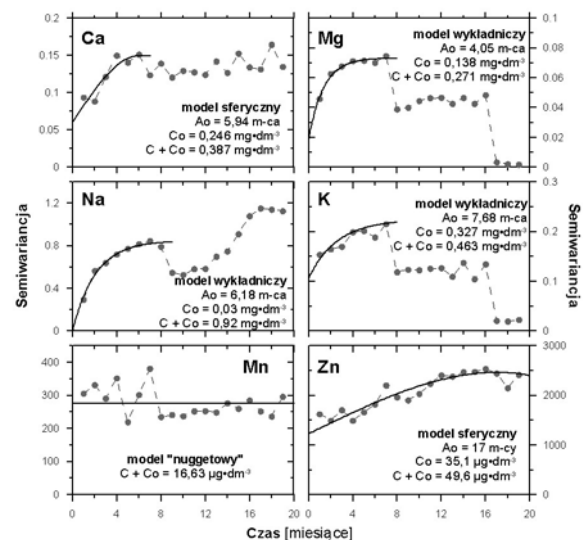 Ca
0.2
0.15
0.1
0.05
0
model sferyczny
Ao = 5,94 m-ca
Co = 0,246 mg•dm⁻³
C + Co = 0,387 mg•dm⁻³
Mg
0.1
0.08
0.06
0.04
0.02
0
model wykładniczy
Ao = 4,05 m-ca
Co = 0,138 mg•dm⁻³
C + Co = 0,271 mg•dm⁻³
Semiwariancja
Na
1.2
0.8
0.4
0
model wykładniczy
Ao = 6,18 m-ca
Co = 0,03 mg•dm⁻³
C + Co = 0,92 mg•dm⁻³
K
0.3
0.2
0.1
0
model wykładniczy
Ao = 7,68 m-ca
Co = 0,327 mg•dm⁻³
C + Co = 0,463 mg•dm⁻³
Semiwariancja
Mn
400
300
200
100
0
model "nuggetowy"
C + Co = 16,63 µg•dm⁻³
0 4 8 12 16 20
Zn
3000
2000
1000
0
model sferyczny
Ao = 17 m-cy
Co = 35,1 µg•dm⁻³
C + Co = 49,6 µg•dm⁻³
0 4 8 12 16 20
Czas [miesiące]